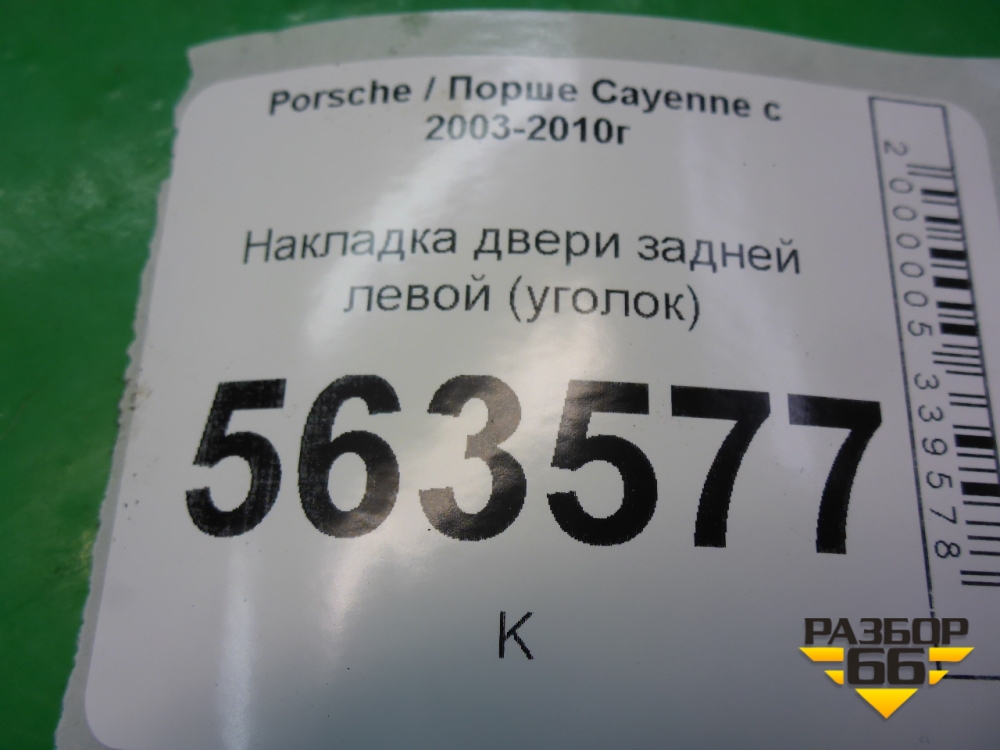 Porsche / Порше Cayenne с
2003-2010г
Накладка двери задней
левой (уголок)
563577
К
2000005339578
РАЗБОР
66